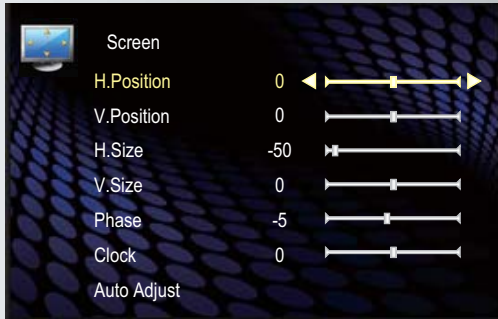 Screen
H.Position 0
V.Position 0
H.Size -50
V.Size 0
Phase -5
Clock 0
Auto Adjust